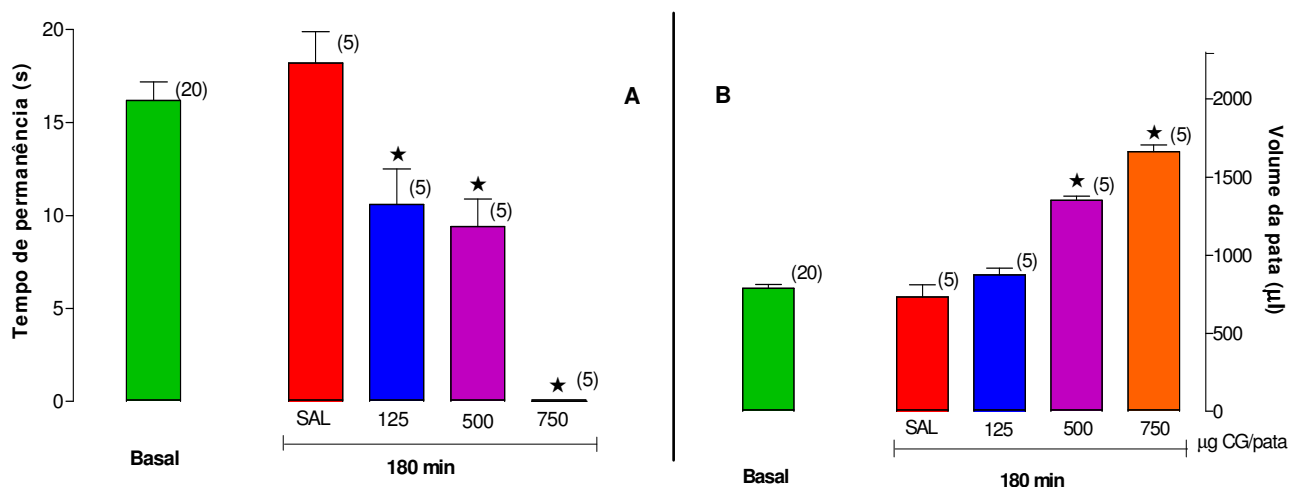 Tempo de permanência (s)
20
15
10
5
0
(20)
(5)
★
(5)
★
(5)
★ (5)
A
SAL 125 500 750
Basal
180 min
B
(20)
(5)
(5)
★
(5)
★
(5)
2000
1500
1000
500
0
Volume da pata (µl)
SAL 125 500 750
µg CG/pata
Basal
180 min